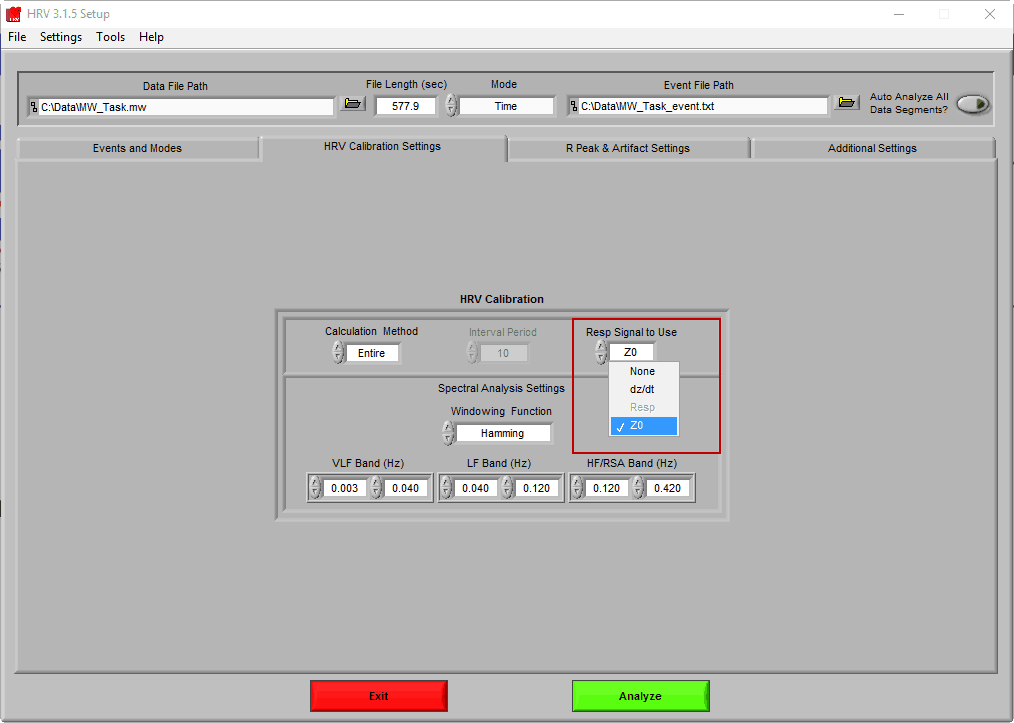 HRV 3.1.5 Setup
File Settings Tools Help
Data File Path
File Length (sec)
Mode
Event File Path
C:\Data\MW_Task.mw
577.9
Time
C:\Data\MW_Task_event.txt
Auto Analyze All
Data Segments?
Events and Modes
HRV Calibration Settings
R Peak & Artifact Settings
Additional Settings
HRV Calibration
Calculation Method
Interval Period
Resp Signal to Use
Entire
10
Z0
None
dz/dt
Resp
✓ Z0
Spectral Analysis Settings
Windowing Function
Hamming
VLF Band (Hz)
LF Band (Hz)
HF/RSA Band (Hz)
0.003 0.040 0.040 0.120 0.120 0.420
Exit
Analyze